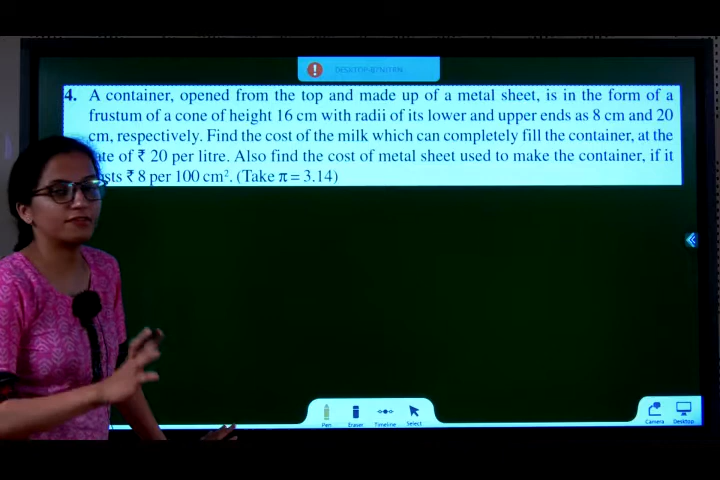 4. A container, opened from the top and made up of a metal sheet, is in the form of a
frustum of a cone of height 16 cm with radii of its lower and upper ends as 8 cm and 20
cm, respectively. Find the cost of the milk which can completely fill the container, at the
ate of ₹ 20 per litre. Also find the cost of metal sheet used to make the container, if it
sts ₹ 8 per 100 cm². (Take π = 3.14)
Pen Eraser Timeline Select
Camera Desktop